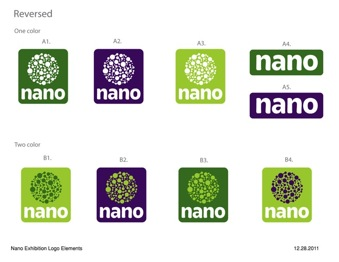 Reversed
One color
A1. A2. A3. A4.
nano nano nano nano
A5.
nano
Two color
B1. B2. B3. B4.
nano nano nano nano
Nano Exhibition Logo Elements 12.28.2011